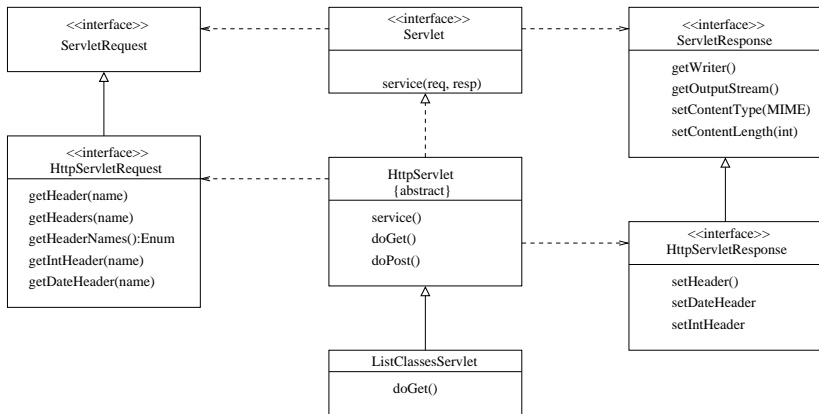 <<interface>>
ServletRequest
<<interface>>
Servlet
service(req, resp)
<<interface>>
ServletResponse
getWriter()
getOutputStream()
setContentType(MIME)
setContentLength(int)
<<interface>>
HttpServletRequest
getHeader(name)
getHeaders(name)
getHeaderNames():Enum
getIntHeader(name)
getDateHeader(name)
HttpServlet
{abstract}
service()
doGet()
doPost()
<<interface>>
HttpServletResponse
setHeader()
setDateHeader
setIntHeader
ListClassesServlet
doGet()